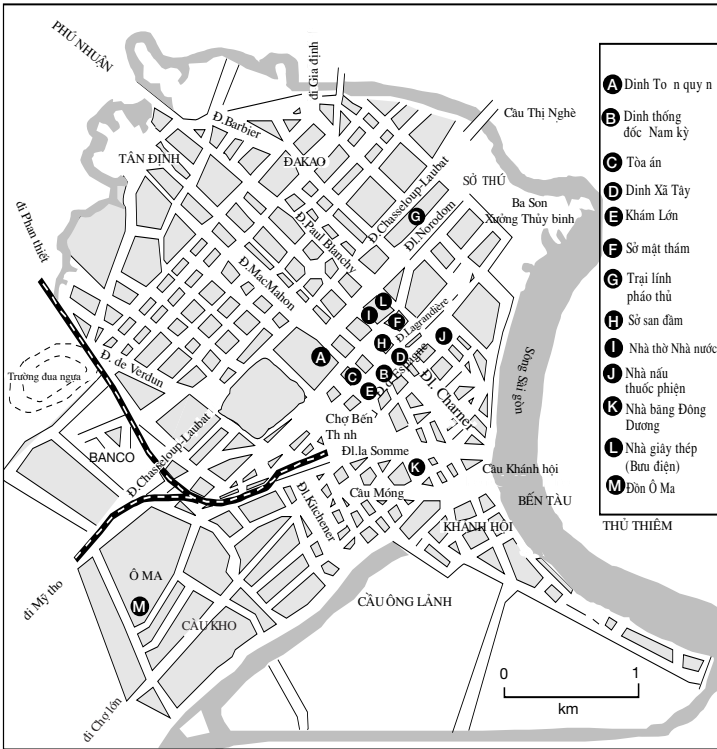 PHÚ NHUẬN
đi Gia định
Cầu Thị Nghè
Đ.Barbier
TÂN ĐỊNH
ĐAKAO
Đ.Chasseloup-Laubat
SỞ THÚ
Ba Son
Xưởng Thủy binh
G
Đl.Norodom
Đ.Paul Blanchy
đi Phan thiết
Đ.MacMahon
L
I
F
Đ.Lagrandière
H
J
A
D
Đ. de Verdun
Trường đua ngựa
C
B
Đ.d'Espagne
E
Đl. Charner
Sông Sài gòn
Chợ Bến
Th nh
Đ.Chasseloup-Laubat
BANCO
Đl.la Somme
K
Cầu Khánh hội
Cầu Móng
Đl.Kitchener
BẾN TÀU
KHÁNH HỘI
THỦ THIÊM
Ô MA
đi Mỹ tho
M
CẦU ÔNG LÃNH
CẦU KHO
đi Chợ lớn
0 1
km
A Dinh To n quy n
B Dinh thống
đốc Nam kỳ
C Tòa án
D Dinh Xã Tây
E Khám Lớn
F Sở mật thám
G Trại lính
pháo thủ
H Sở san đầm
I Nhà thờ Nhà nước
J Nhà nấu
thuốc phiện
K Nhà băng Đông
Dương
L Nhà giây thép
(Bưu điện)
M Đồn Ô Ma